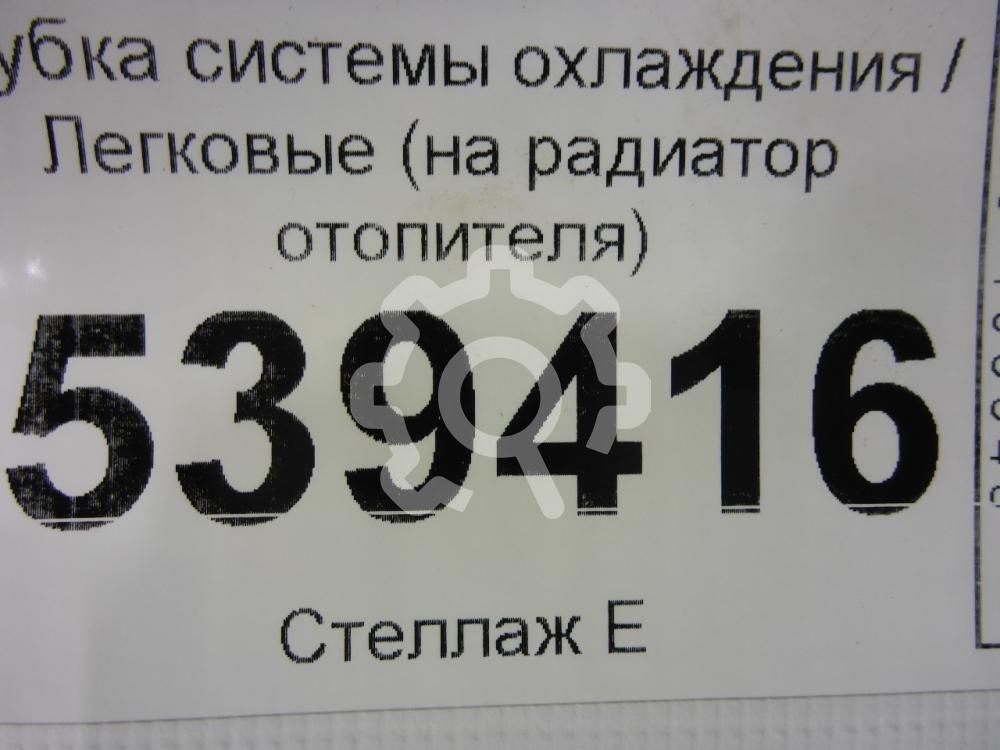 убка системы охлаждения /
Легковые (на радиатор
отопителя)
539416
Стеллаж Е